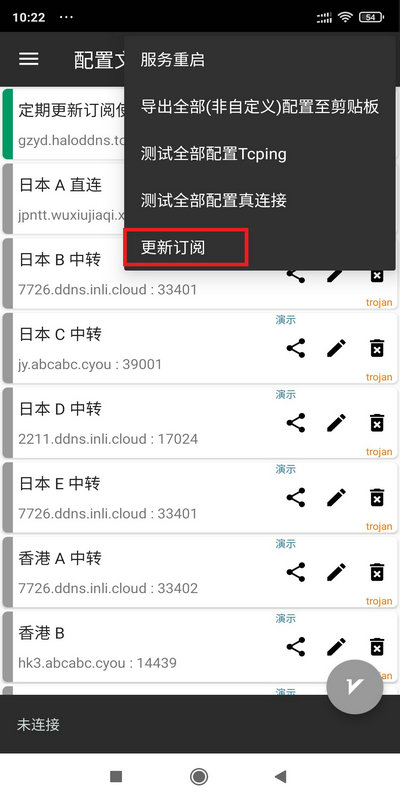 10:22 ...
54
配置文
服务重启
导出全部(非自定义)配置至剪贴板
测试全部配置Tcping
测试全部配置真连接
更新订阅
定期更新订阅
gzyd.haloddns.
日本 A 直连
jpntt.wuxiujiaqi.
日本 B 中转
7726.ddns.inli.cloud : 33401
trojan
演示
日本 C 中转
jy.abcabc.cyou : 39001
trojan
演示
日本 D 中转
2211.ddns.inli.cloud : 17024
trojan
演示
日本 E 中转
7726.ddns.inli.cloud : 33401
trojan
演示
香港 A 中转
7726.ddns.inli.cloud : 33402
trojan
演示
香港 B
hk3.abcabc.cyou : 14439
trojan
演示
未连接